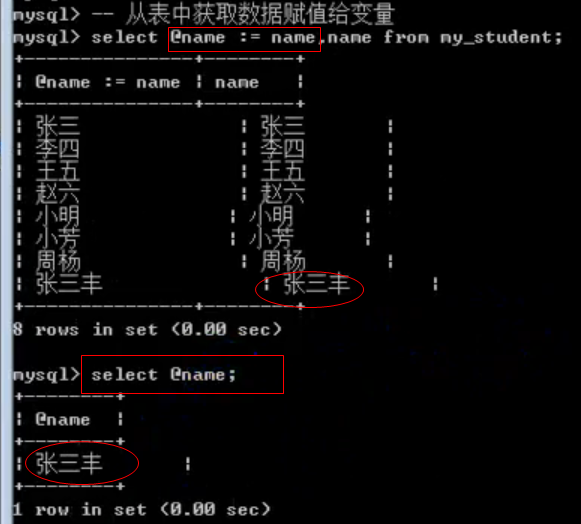 mysql> -- 从表中获取数据赋值给变量
mysql> select @name := name,name from my_student;
+---------------+--------+
| @name := name | name   |
+---------------+--------+
| 张三 | 张三 |
| 李四 | 李四 |
| 王五 | 王五 |
| 赵六 | 赵六 |
| 小明 | 小明 |
| 小芳 | 小芳 |
| 周杨 | 周杨 |
| 张三丰 | 张三丰 |
+---------------+--------+
8 rows in set (0.00 sec)
mysql> select @name;
+--------+
| @name  |
+--------+
| 张三丰 |
+--------+
1 row in set (0.00 sec)